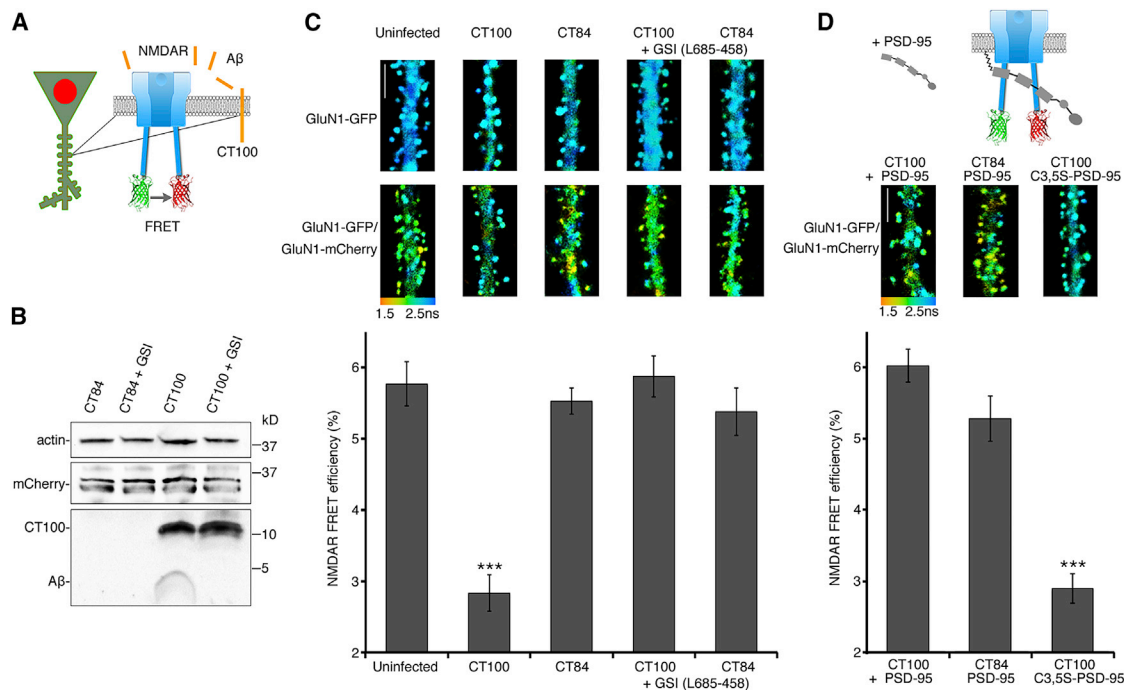 A
NMDAR
Aβ
CT100
FRET
B
CT84
CT84 + GSI
CT100
CT100 + GSI
kD
actin-
37
mCherry-
37
CT100-
10
5
Aβ-
C
Uninfected CT100 CT84 CT100 CT84
+ GSI (L685-458)
GluN1-GFP
GluN1-GFP/
GluN1-mCherry
1.5 2.5ns
NMDAR FRET efficiency (%)
6
5
4
3
2
***
Uninfected CT100 CT84 CT100 CT84
+ GSI (L685-458)
D
+ PSD-95
CT100 CT84 CT100
+ PSD-95 PSD-95 C3,5S-PSD-95
GluN1-GFP/
GluN1-mCherry
1.5 2.5ns
NMDAR FRET efficiency (%)
6
5
4
3
2
***
CT100 CT84 CT100
+ PSD-95 PSD-95 C3,5S-PSD-95